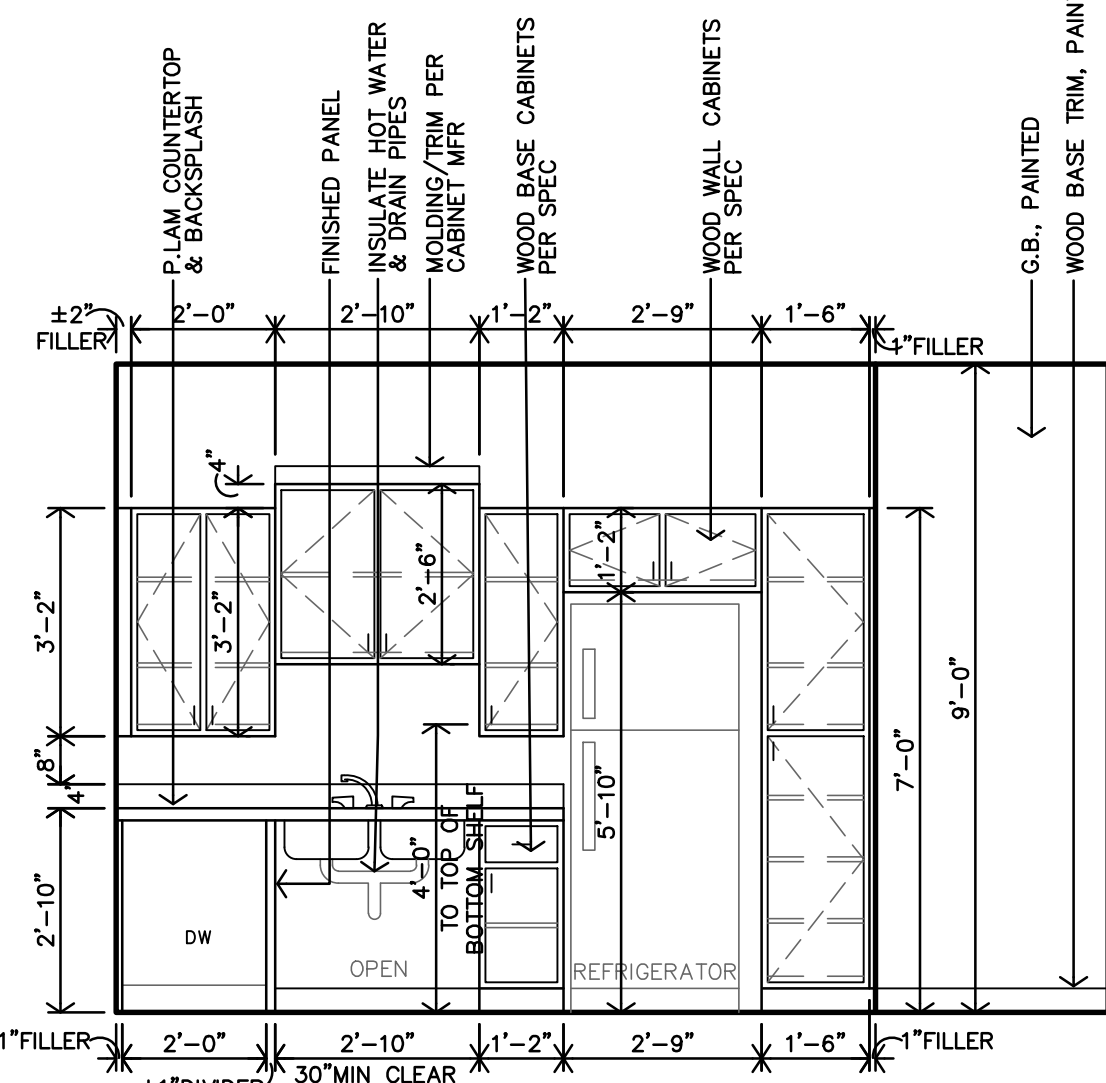 P.LAM COUNTERTOP
& BACKSPLASH
FINISHED PANEL
INSULATE HOT WATER
& DRAIN PIPES
MOLDING/TRIM PER
CABINET MFR
WOOD BASE CABINETS
PER SPEC
WOOD WALL CABINETS
PER SPEC
G.B., PAINTED
WOOD BASE TRIM, PAIN
±2"
FILLER
2'-0"
2'-10"
1'-2"
2'-9"
1'-6"
1"FILLER
4"
3'-2"
3'-2"
2'-6"
1'-2"
8"
4"
2'-10"
4'-0"
TO TOP OF
BOTTOM SHELF
5'-10"
7'-0"
9'-0"
DW
OPEN
REFRIGERATOR
1"FILLER
2'-0"
2'-10"
1'-2"
2'-9"
1'-6"
1"FILLER
±1"DIVIDER
30"MIN CLEAR